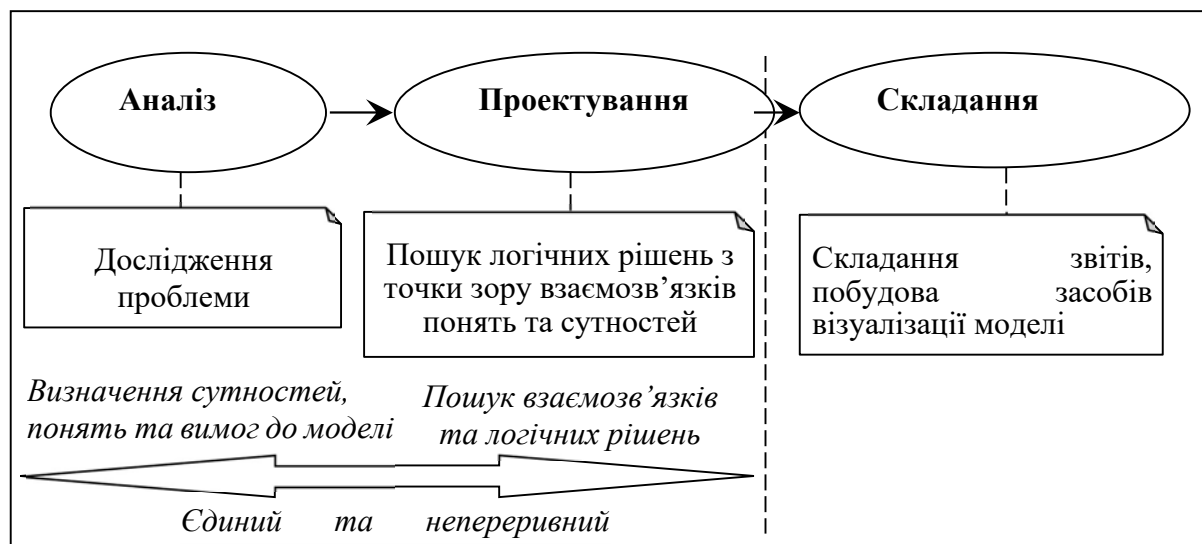 Аналіз
Проектування
Складання
Дослідження
проблеми
Пошук логічних рішень з
точки зору взаємозв’язків
понять та сутностей
Складання звітів,
побудова засобів
візуалізації моделі
Визначення сутностей,
понять та вимог до моделі
Пошук взаємозв’язків
та логічних рішень
Єдиний та непереривний